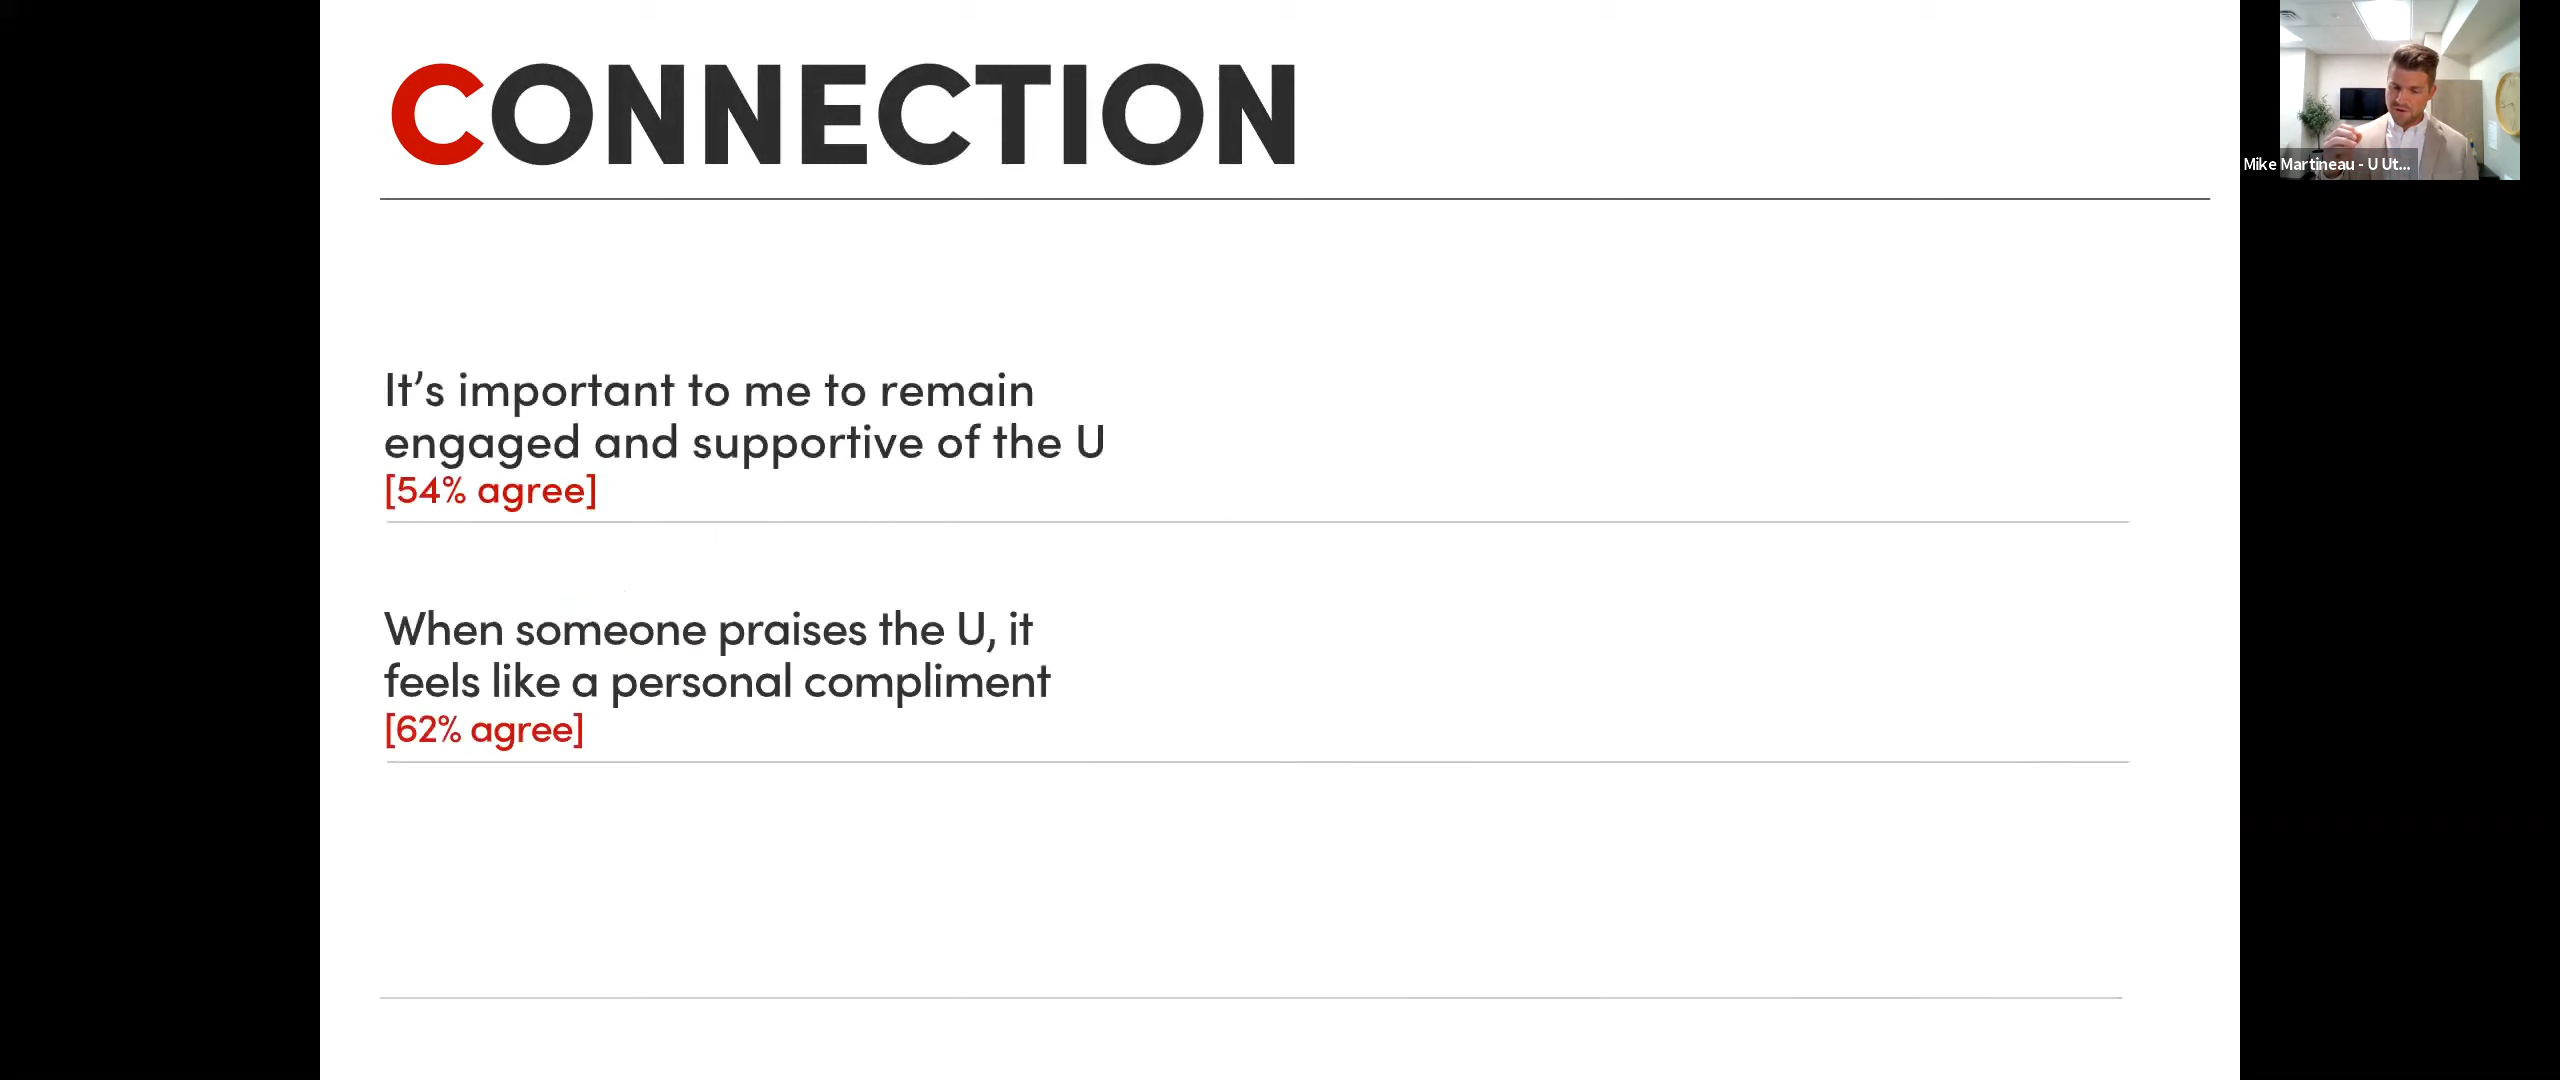 CONNECTION
It’s important to me to remain
engaged and supportive of the U
[54% agree]
When someone praises the U, it
feels like a personal compliment
[62% agree]
Mike Martineau - U Ut...